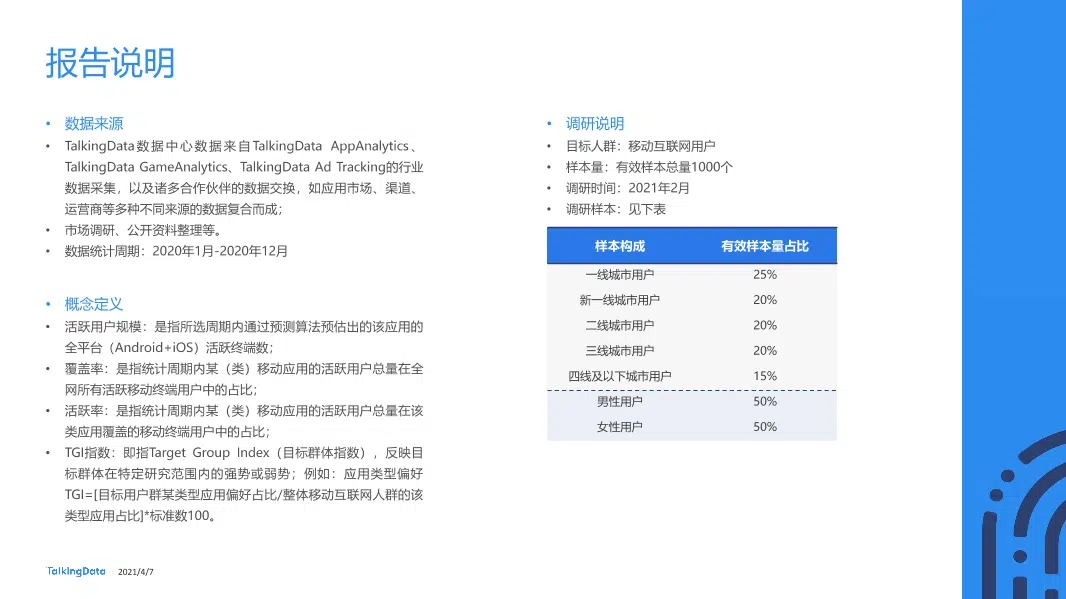 报告说明
• 数据来源
• TalkingData数据中心数据来自TalkingData AppAnalytics、
TalkingData GameAnalytics、TalkingData Ad Tracking的行业
数据采集，以及诸多合作伙伴的数据交换，如应用市场、渠道、
运营商等多种不同来源的数据复合而成；
• 市场调研、公开资料整理等。
• 数据统计周期：2020年1月-2020年12月
• 概念定义
• 活跃用户规模：是指所选周期内通过预测算法预估出的该应用的
全平台（Android+iOS）活跃终端数；
• 覆盖率：是指统计周期内某（类）移动应用的活跃用户总量在全
网所有活跃移动终端用户中的占比；
• 活跃率：是指统计周期内某（类）移动应用的活跃用户总量在该
类应用覆盖的移动终端用户中的占比；
• TGI指数：即指Target Group Index（目标群体指数），反映目
标群体在特定研究范围内的强势或弱势；例如：应用类型偏好
TGI=[目标用户群某类型应用偏好占比/整体移动互联网人群的该
类型应用占比]*标准数100。
• 调研说明
• 目标人群：移动互联网用户
• 样本量：有效样本总量1000个
• 调研时间：2021年2月
• 调研样本：见下表
样本构成 有效样本量占比
一线城市用户 25%
新一线城市用户 20%
二线城市用户 20%
三线城市用户 20%
四线及以下城市用户 15%
男性用户 50%
女性用户 50%
TalkingData 2021/4/7